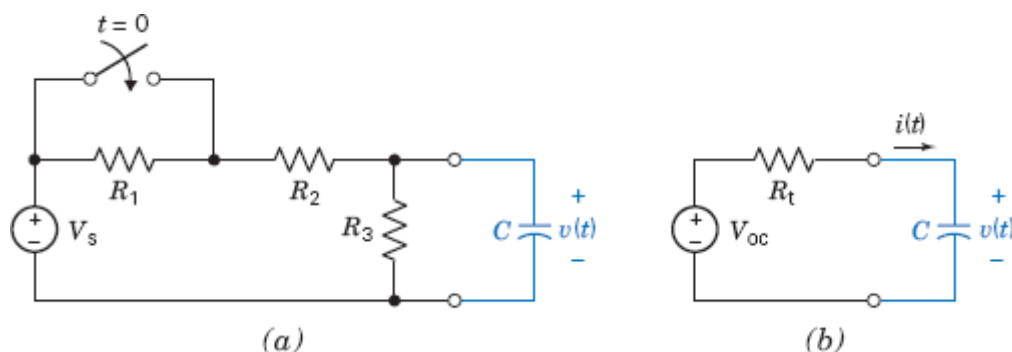 t = 0
R1
R2
+
−
Vs
R3
C
+
v(t)
−
(a)
i(t)
Rt
+
−
Voc
C
+
v(t)
−
(b)